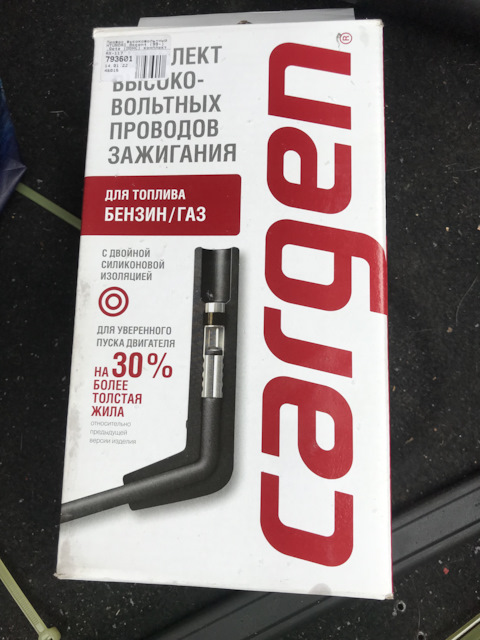 793601
ЛЕКТ
ВЫСОКО-
ВОЛЬТНЫХ
ПРОВОДОВ
ЗАЖИГАНИЯ
ДЛЯ ТОПЛИВА
БЕНЗИН/ГАЗ
С ДВОЙНОЙ
СИЛИКОНОВОЙ
ИЗОЛЯЦИЕЙ
ДЛЯ УВЕРЕННОГО
ПУСКА ДВИГАТЕЛЯ
НА 30%
БОЛЕЕ
ТОЛСТАЯ
ЖИЛА
относительно
предыдущей
версии изделия
cargen®